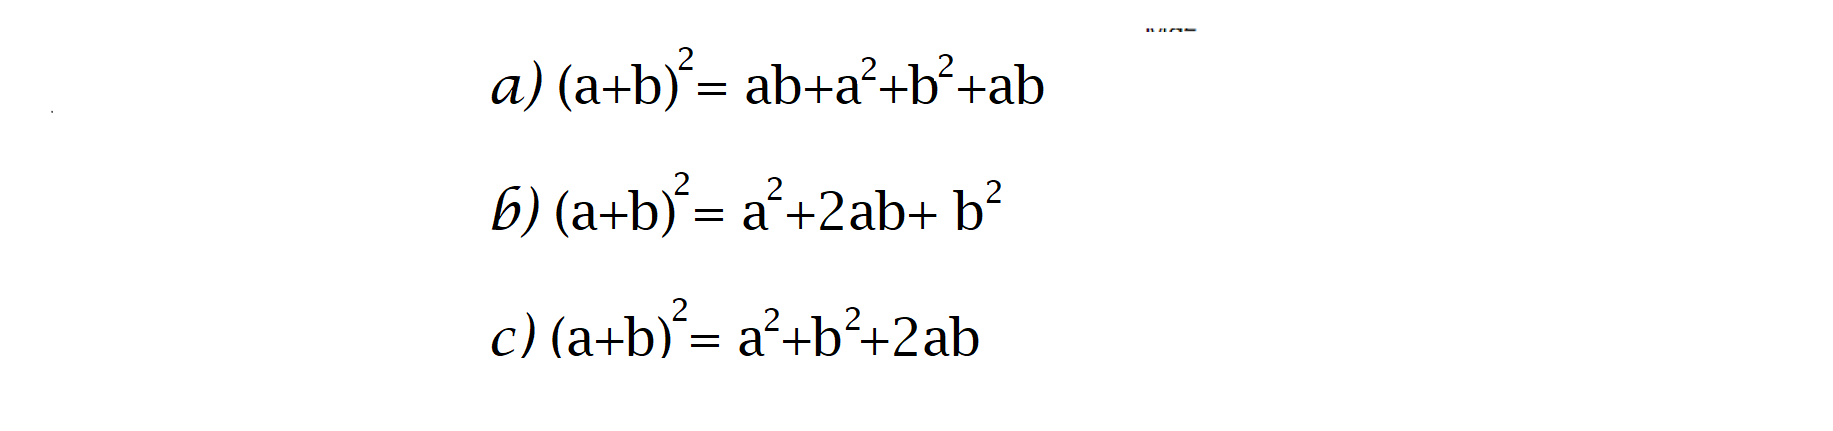 a) (a+b)²= ab+a²+b²+ab
б) (a+b)²= a²+2ab+ b²
c) (a+b)²= a²+b²+2ab